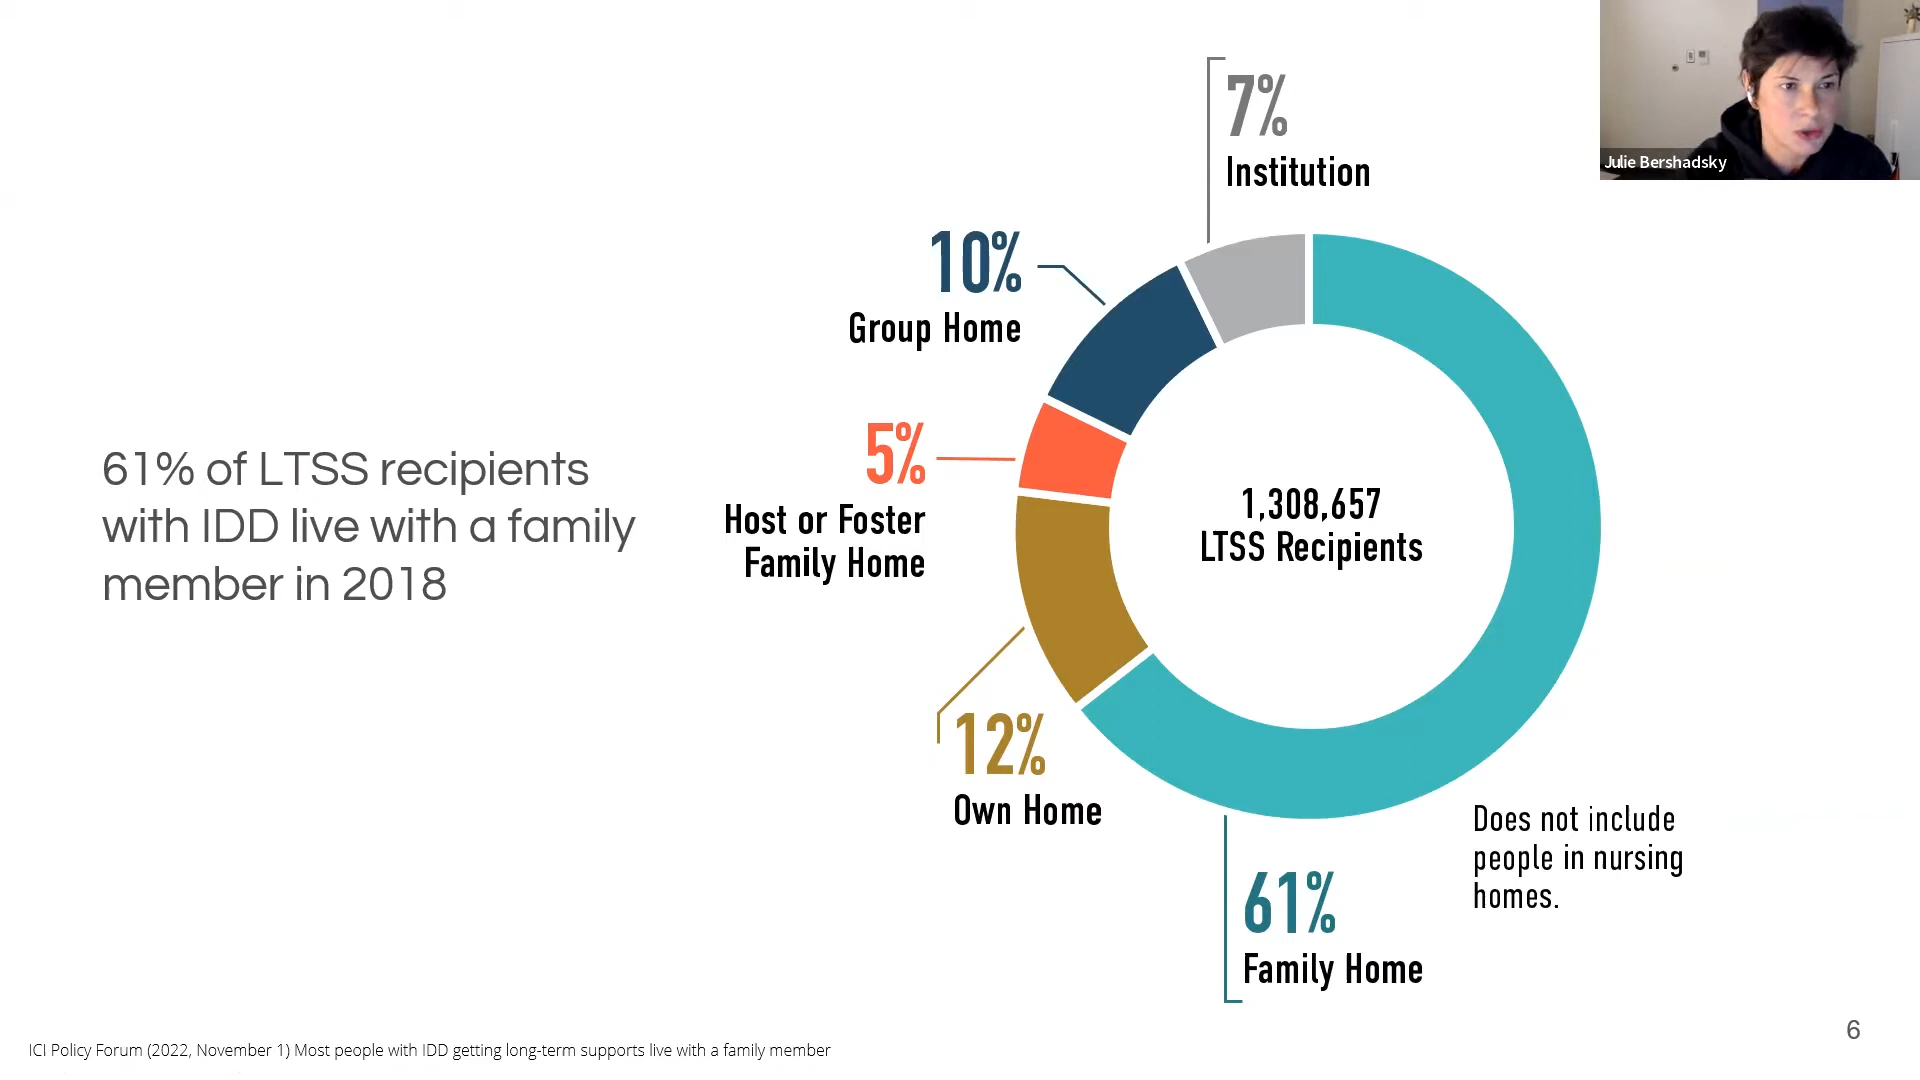 Julie Bershadsky
7%
Institution
10%
Group Home
5%
Host or Foster
Family Home
61% of LTSS recipients
with IDD live with a family
member in 2018
1,308,657
LTSS Recipients
12%
Own Home
Does not include
people in nursing
homes.
61%
Family Home
6
ICI Policy Forum (2022, November 1) Most people with IDD getting long-term supports live with a family member